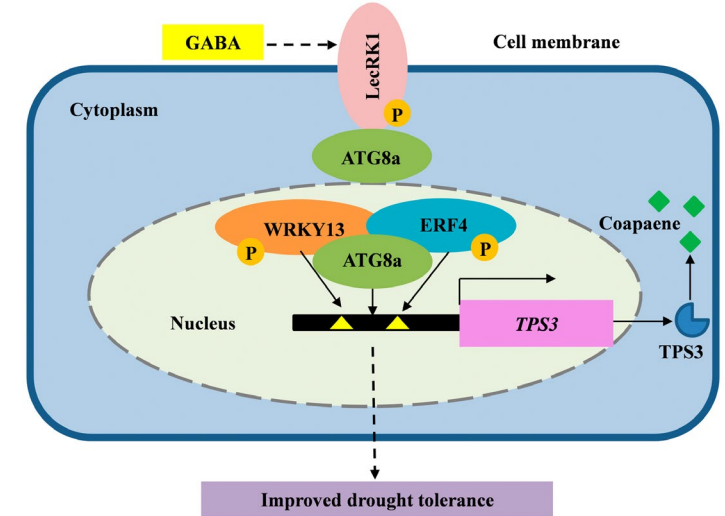 GABA
Cell membrane
LecRK1
Cytoplasm
P
ATG8a
WRKY13
ERF4
Coapaene
P
P
ATG8a
Nucleus
TPS3
TPS3
Improved drought tolerance